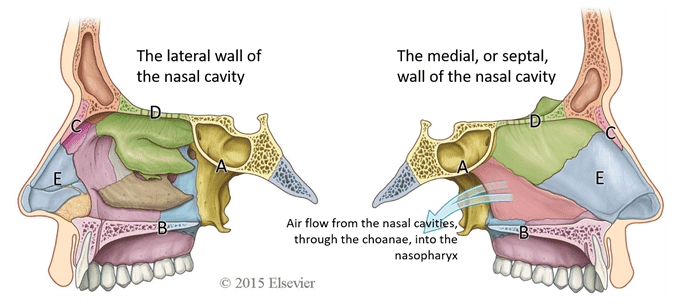 The lateral wall of
the nasal cavity
The medial, or septal,
wall of the nasal cavity
D
C
E
A
B
D
C
A
E
B
Air flow from the nasal cavities,
through the choanae, into the
nasopharyx
© 2015 Elsevier